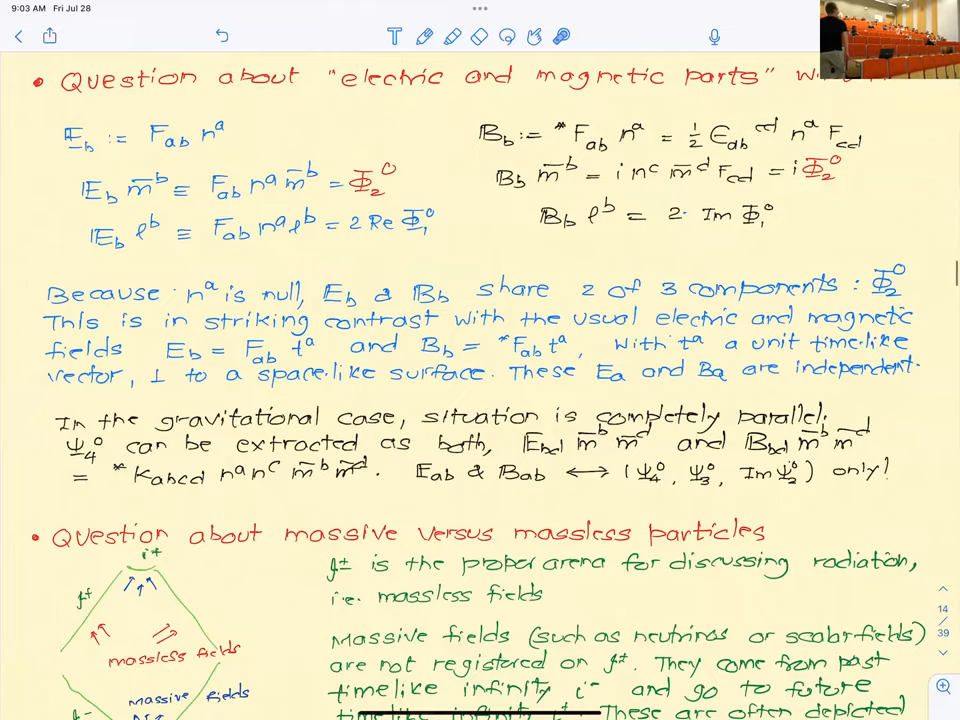 9:03 AM Fri Jul 28
• Question about "electric and magnetic parts"
E_b := F_ab n^a
B_b := *F_ab n^a = 1/2 ϵ_ab^cd n^a F_cd
E_b m̄^b ≡ F_ab n^a m̄^b = Φ_2^0
B_b m̄^b = i n^c m̄^d F_cd = i Φ_2^0
E_b ℓ^b ≡ F_ab n^a ℓ^b = 2 Re Φ_1^0
B_b ℓ^b = 2· Im Φ_1^0
Because n^a is null, E_b & B_b share 2 of 3 components : Φ_2^0
This is in striking contrast with the usual electric and magnetic
fields E_b = F_ab t^a and B_b = *F_ab t^a, with t^a a unit time-like
vector, ⊥ to a space-like surface. These E_a and B_a are independent.
In the gravitational case, situation is completely parallel.
Ψ_4^0 can be extracted as both, E_bd m̄^b m̄^d and B_bd m̄^b m̄^d
= *K_abcd n^a n^c m̄^b m̄^d. E_ab & B_ab ⟷ (Ψ_4^0, Ψ_3^0, Im Ψ_2^0) only!
• Question about massive versus massless particles
i+
𝓘+
massless fields
massive fields
𝓘-
𝓘± is the proper arena for discussing radiation,
i.e. massless fields
Massive fields (such as neutrinos or scalar fields)
are not registered on 𝓘±. They come from past
timelike infinity i- and go to future
timelike infinity i+. These are often depicted
14
39